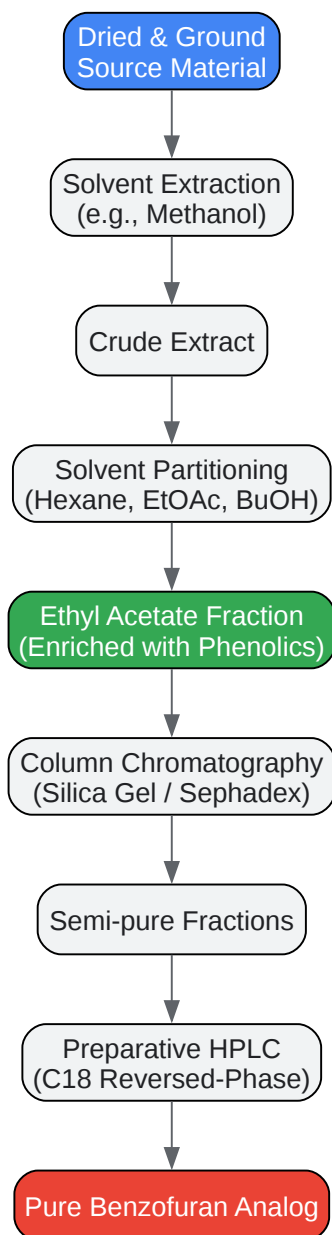 Dried & Ground
Source Material
Solvent Extraction
(e.g., Methanol)
Crude Extract
Solvent Partitioning
(Hexane, EtOAc, BuOH)
Ethyl Acetate Fraction
(Enriched with Phenolics)
Column Chromatography
(Silica Gel / Sephadex)
Semi-pure Fractions
Preparative HPLC
(C18 Reversed-Phase)
Pure Benzofuran Analog